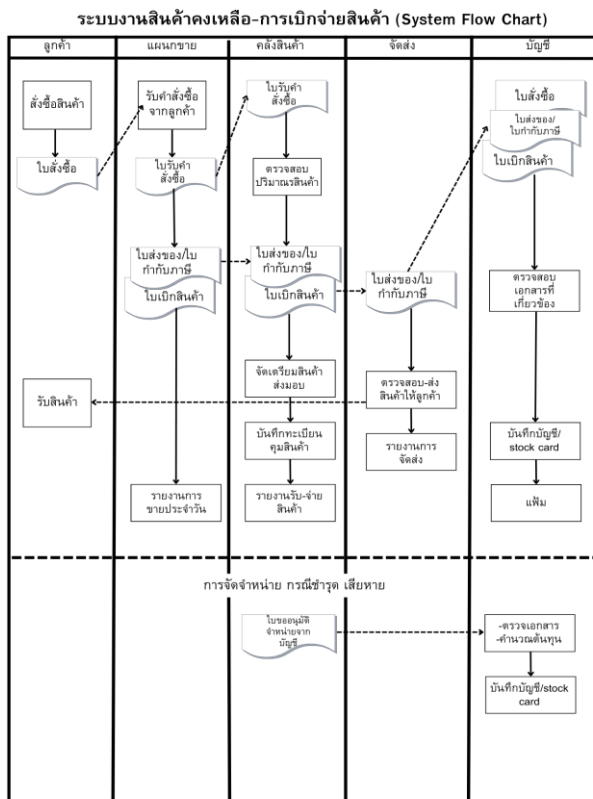 ระบบงานสินค้าคงเหลือ-การเบิกจ่ายสินค้า (System Flow Chart)
ลูกค้า
แผนกขาย
คลังสินค้า
จัดส่ง
บัญชี
สั่งซื้อสินค้า
ใบสั่งซื้อ
รับสินค้า
รับคำสั่งซื้อ
จากลูกค้า
ใบรับคำ
สั่งซื้อ
ใบส่งของ/ใบ
กำกับภาษี
ใบเบิกสินค้า
รายงานการ
ขายประจำวัน
ใบรับคำ
สั่งซื้อ
ตรวจสอบ
ปริมาณรสินค้า
ใบส่งของ/ใบ
กำกับภาษี
ใบเบิกสินค้า
จัดเตรียมสินค้า
ส่งมอบ
บันทึกทะเบียน
คุมสินค้า
รายงานรับ-จ่าย
สินค้า
ใบส่งของ/ใบ
กำกับภาษี
ตรวจสอบ-ส่ง
สินค้าให้ลูกค้า
รายงานการ
จัดส่ง
ใบสั่งซื้อ
ใบส่งของ/
ใบกำกับภาษี
ใบเบิกสินค้า
ตรวจสอบ
เอกสารที่
เกี่ยวข้อง
บันทึกบัญชี/
stock card
แฟ้ม
การจัดจำหน่าย กรณีชำรุด เสียหาย
ใบขออนุมัติ
จำหน่ายจาก
บัญชี
-ตรวจเอกสาร
-คำนวณต้นทุน
บันทึกบัญชี/stock
card